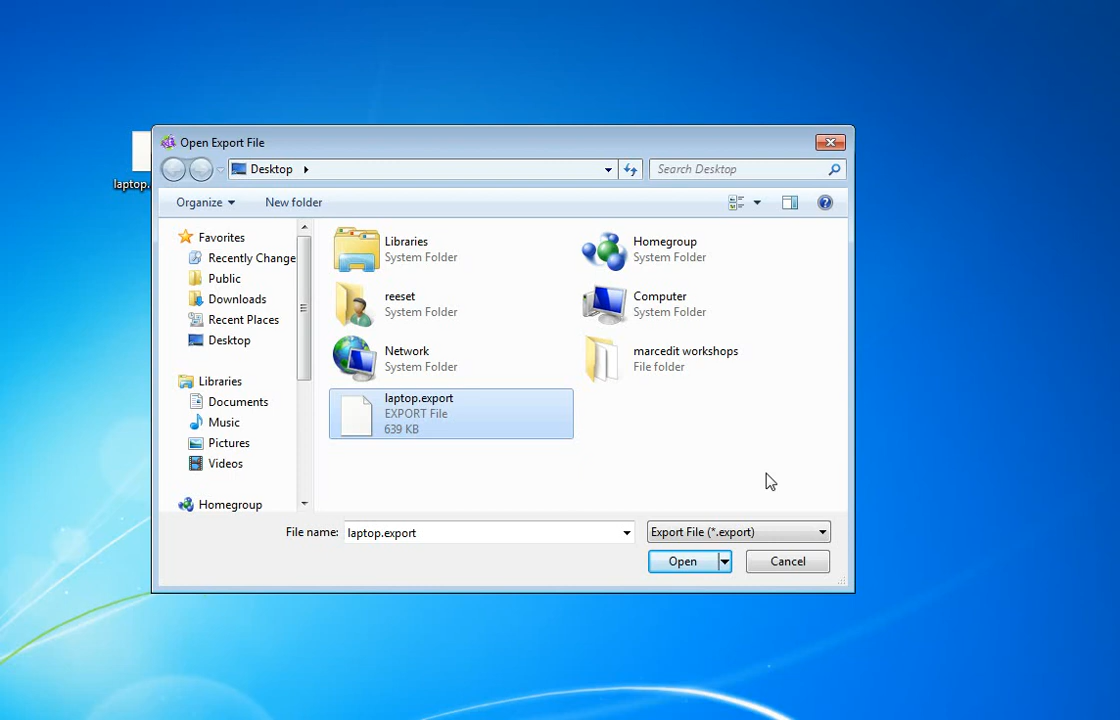 Open Export File
Desktop
Search Desktop
Organize
New folder
laptop.
Favorites
Recently Change
Public
Downloads
Recent Places
Desktop
Libraries
Documents
Music
Pictures
Videos
Homegroup
Libraries
System Folder
Homegroup
System Folder
reeset
System Folder
Computer
System Folder
Network
System Folder
marcedit workshops
File folder
laptop.export
EXPORT File
639 KB
File name: laptop.export
Export File (*.export)
Open
Cancel